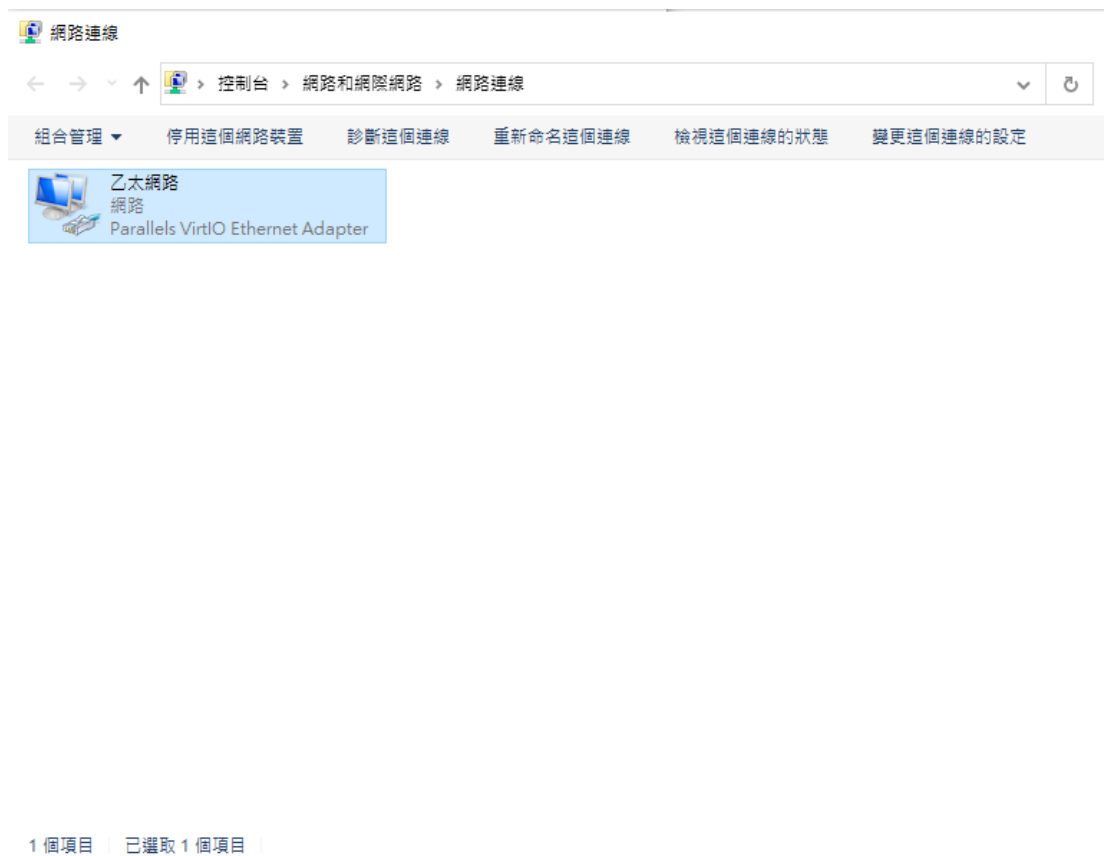 網路連線
控制台 › 網路和網際網路 › 網路連線
組合管理 停用這個網路裝置 診斷這個連線 重新命名這個連線 檢視這個連線的狀態 變更這個連線的設定
乙太網路
網路
Parallels VirtIO Ethernet Adapter
1 個項目 已選取 1 個項目